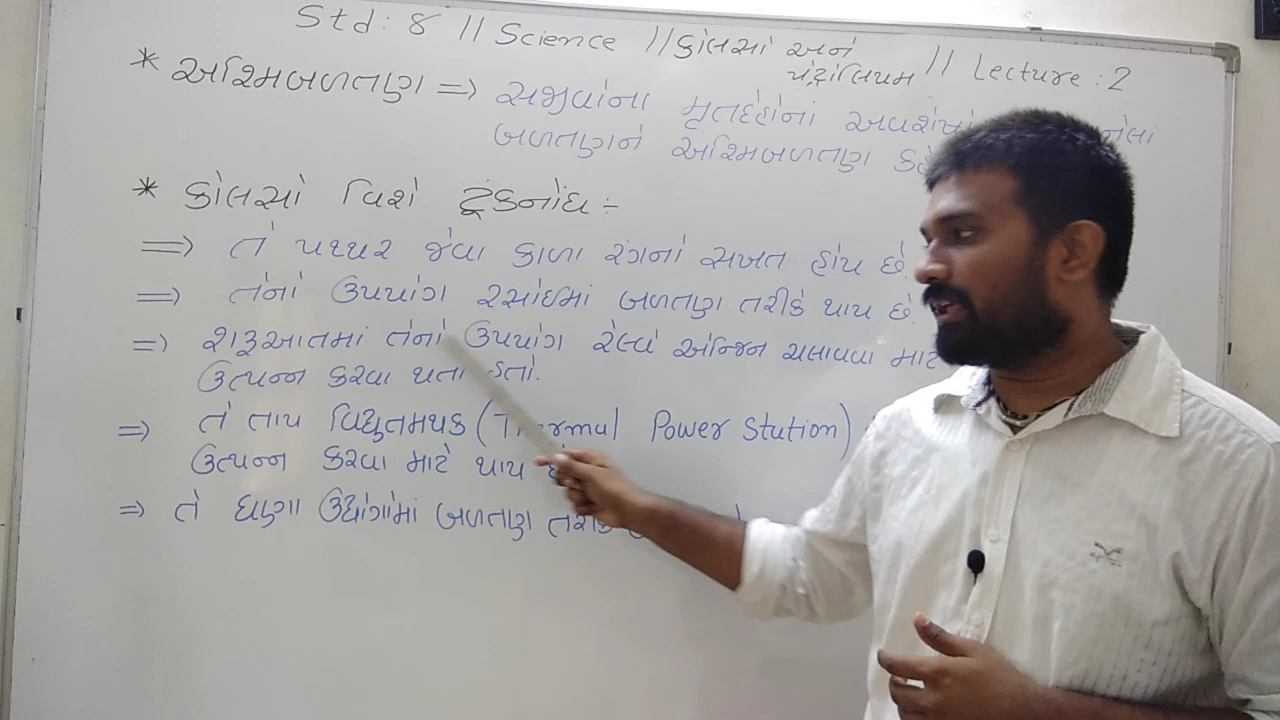 Std: 8 // Science // કોલસો અને પેટ્રોલિયમ // Lecture : 2
* અશ્મિબળતણ => સજીવોના મૃતદેહોનાં
બળતણને અશ્મિબળતણ
* કોલસો વિશે ટૂંકનોંધ :-
=> તે પથ્થર જેવા કાળા રંગનો સખત હોય છે.
=> તેનો ઉપયોગ રસોઈમાં બળતણ તરીકે થાય છે.
=> શરૂઆતમાં તેનો ઉપયોગ રેલ્વે એન્જિન ચલાવવા માટે
ઉત્પન્ન કરવા થતો હતો.
=> તે તાપ વિદ્યુતમથક (Thermal Power Station)
ઉત્પન્ન કરવા માટે થાય
=> તે ઘણા ઉદ્યોગોમાં બળતણ તરીકે